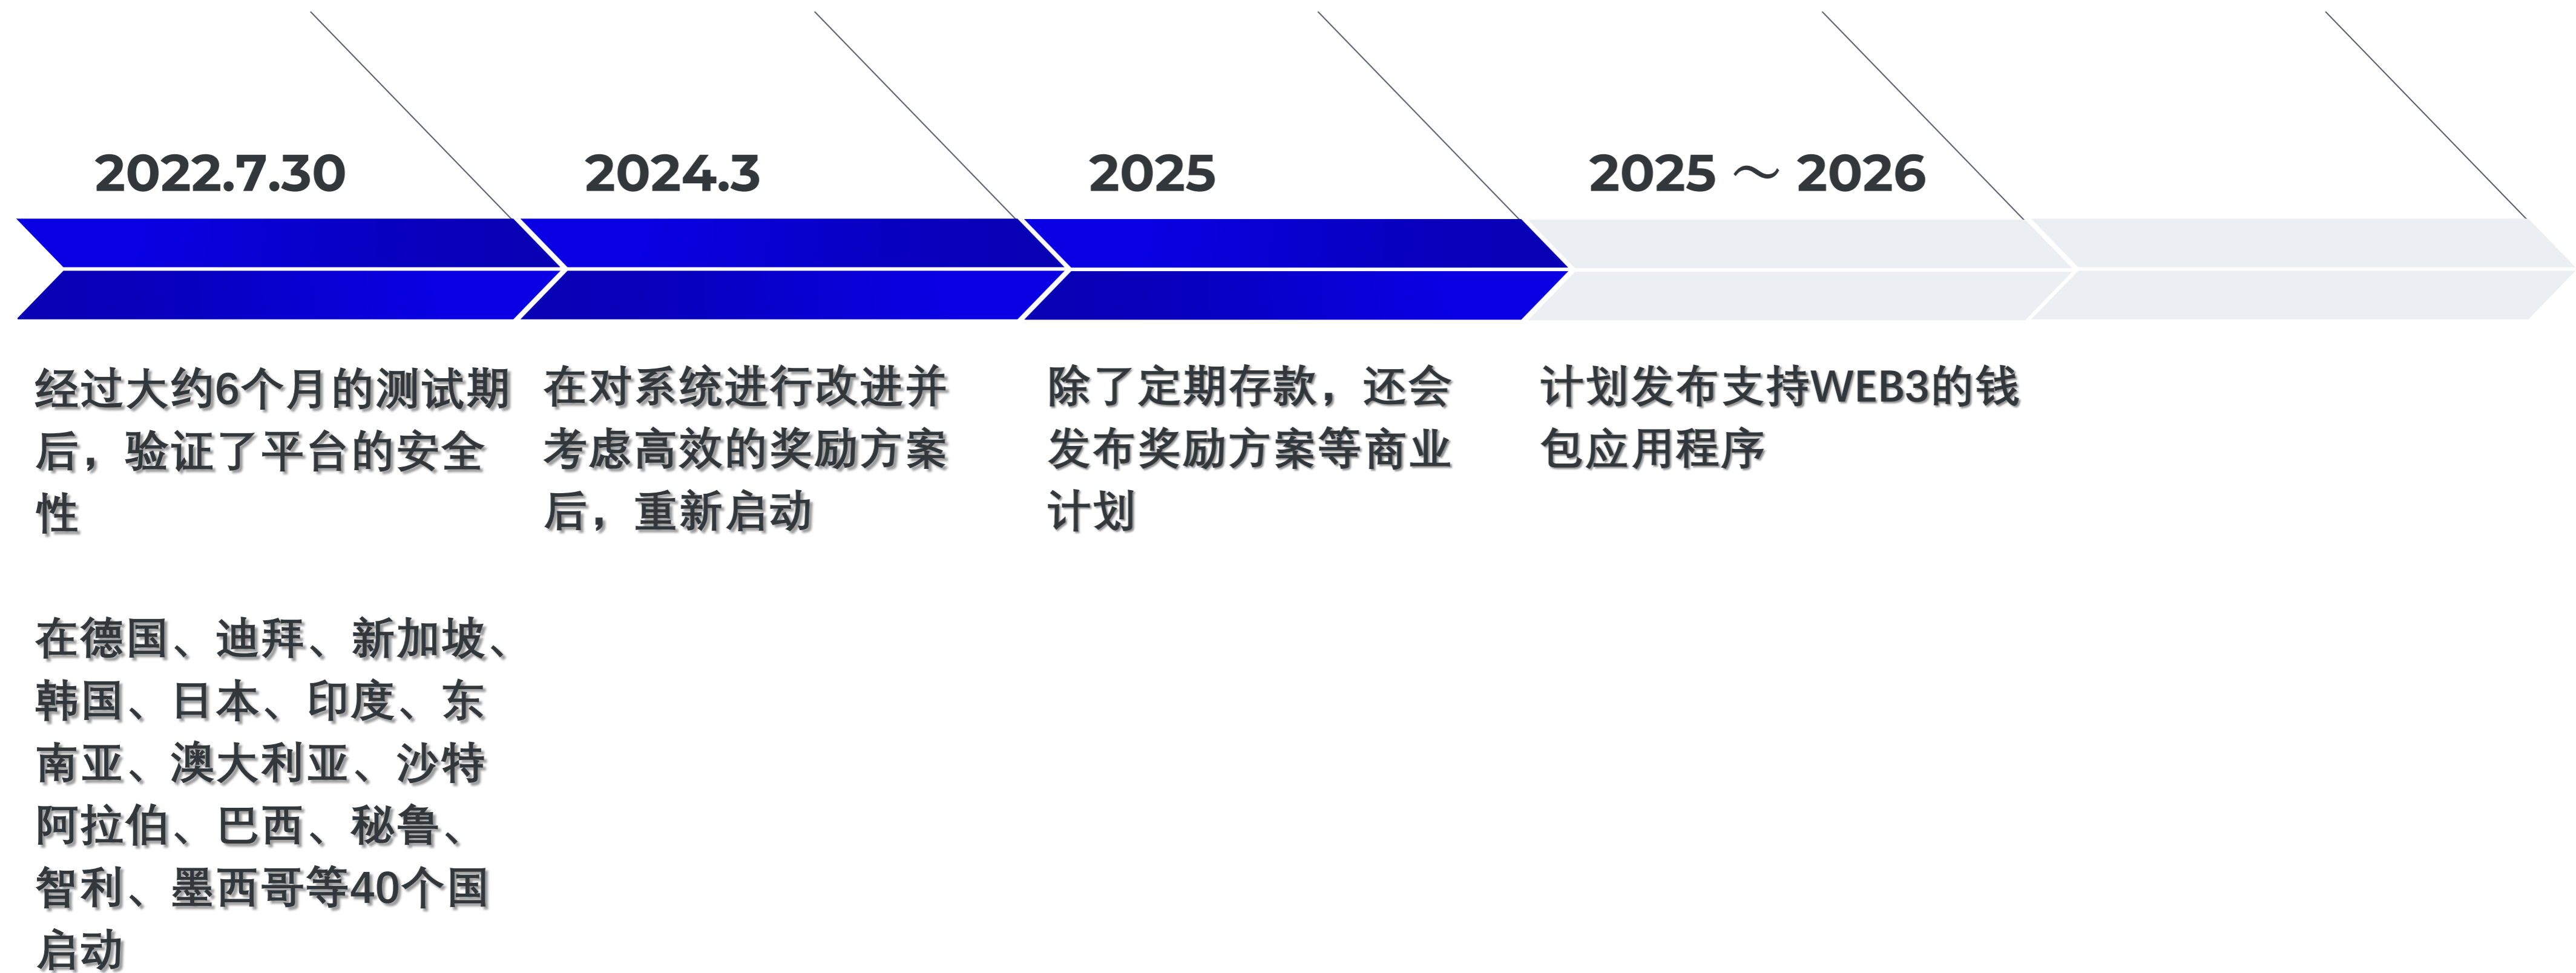 2022.7.30
经过大约6个月的测试期
后，验证了平台的安全
性
在德国、迪拜、新加坡、
韩国、日本、印度、东
南亚、澳大利亚、沙特
阿拉伯、巴西、秘鲁、
智利、墨西哥等40个国
启动
2024.3
在对系统进行改进并
考虑高效的奖励方案
后，重新启动
2025
除了定期存款，还会
发布奖励方案等商业
计划
2025 ～ 2026
计划发布支持WEB3的钱
包应用程序